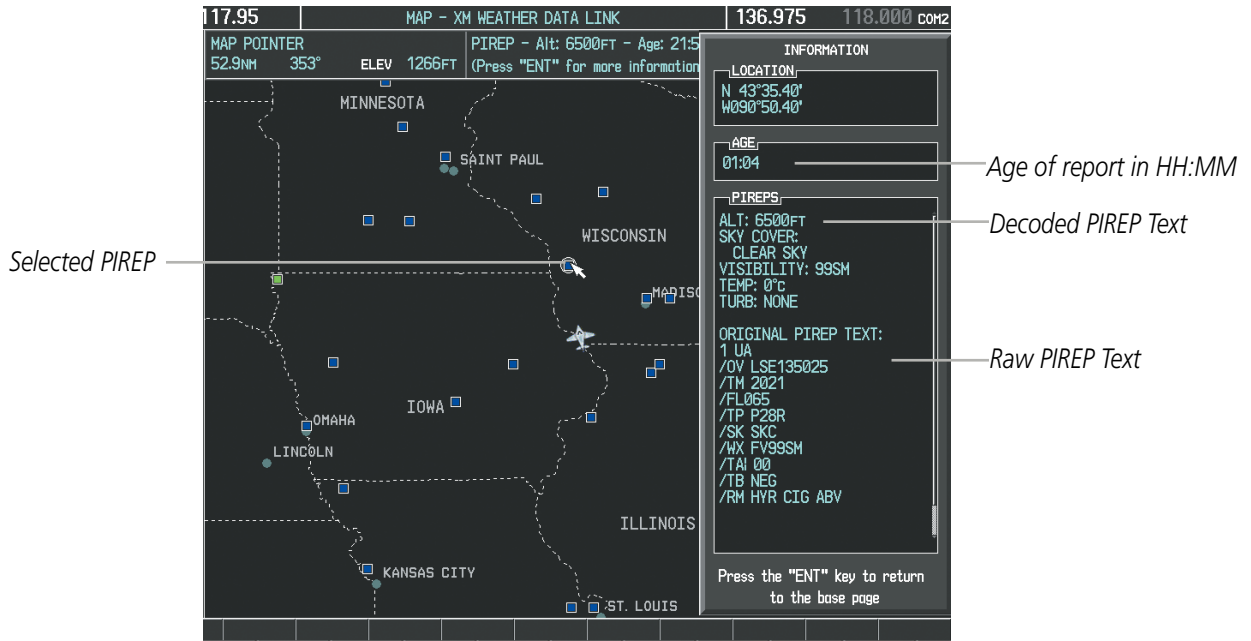 117.95 MAP - XM WEATHER DATA LINK 136.975 118.000 COM2
MAP POINTER
52.9NM 353° ELEV 1266FT
PIREP - Alt: 6500FT - Age: 21:5
(Press "ENT" for more information
MINNESOTA
SAINT PAUL
WISCONSIN
MADISO
IOWA
OMAHA
LINCOLN
ILLINOIS
KANSAS CITY
ST. LOUIS
Selected PIREP
INFORMATION
LOCATION
N 43°35.40'
W090°50.40'
AGE
01:04
PIREPS
ALT: 6500FT
SKY COVER:
CLEAR SKY
VISIBILITY: 99SM
TEMP: 0°C
TURB: NONE
ORIGINAL PIREP TEXT:
1 UA
/OV LSE135025
/TM 2021
/FL065
/TP P28R
/SK SKC
/WX FV99SM
/TAI 00
/TB NEG
/RM HYR CIG ABV
Press the "ENT" key to return
to the base page
Age of report in HH:MM
Decoded PIREP Text
Raw PIREP Text